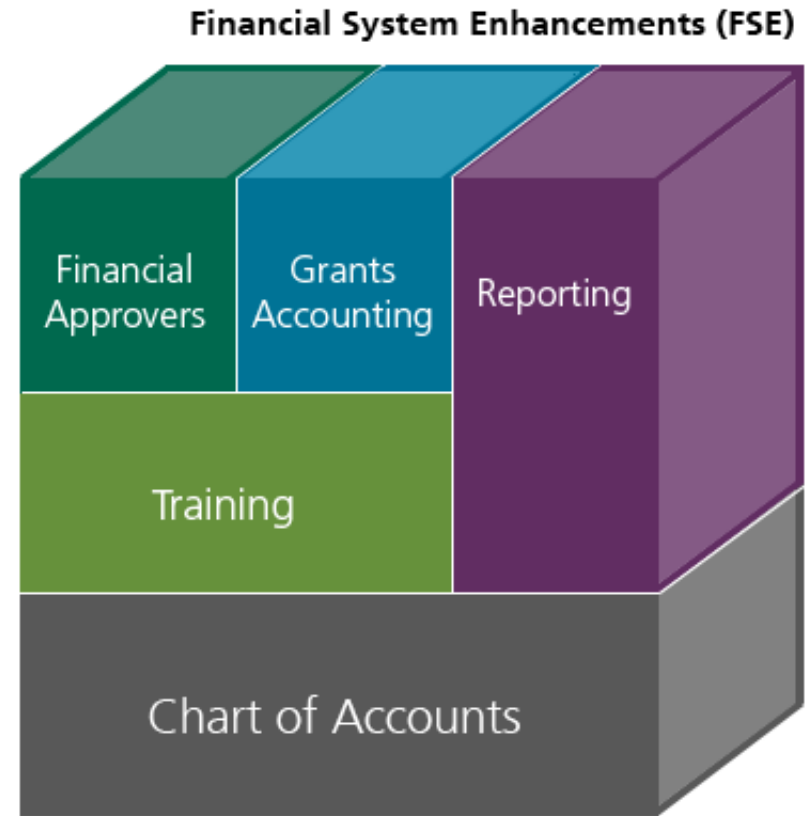 Financial System Enhancements (FSE)
Financial
Approvers
Grants
Accounting
Reporting
Training
Chart of Accounts